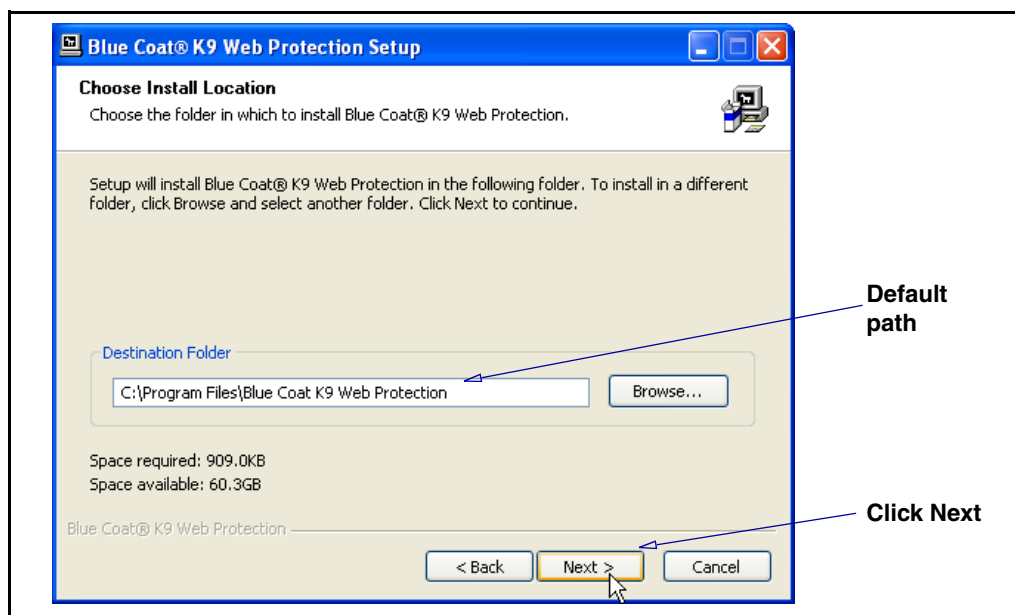 Blue Coat® K9 Web Protection Setup
Choose Install Location
Choose the folder in which to install Blue Coat® K9 Web Protection.
Setup will install Blue Coat® K9 Web Protection in the following folder. To install in a different
folder, click Browse and select another folder. Click Next to continue.
Default
path
Destination Folder
C:\Program Files\Blue Coat K9 Web Protection
Browse...
Space required: 909.0KB
Space available: 60.3GB
Click Next
Blue Coat® K9 Web Protection
< Back
Next >
Cancel